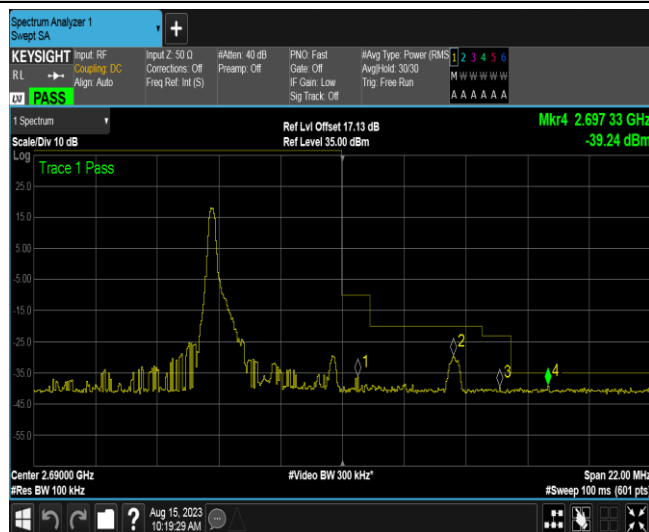 Spectrum Analyzer 1
Swept SA
+
KEYSIGHT Input: RF Input Z: 50 Ω #Atten: 40 dB PNO: Fast #Avg Type: Power (RMS 1 2 3 4 5 6
RL Coupling: DC Corrections: Off Preamp: Off Gate: Off Avg|Hold: 30/30 M W W W W W
Align: Auto Freq Ref: Int (S) IF Gain: Low Trig: Free Run
LXI PASS Sig Track: Off A A A A A A
1 Spectrum Ref Lvl Offset 17.13 dB Mkr4 2.697 33 GHz
Scale/Div 10 dB Ref Level 35.00 dBm -39.24 dBm
Log
Trace 1 Pass
25.0
15.0
5.00
-5.00
-15.0
-25.0
-35.0
-45.0
-55.0
1
2
3
4
Center 2.69000 GHz #Video BW 300 kHz* Span 22.00 MHz
#Res BW 100 kHz #Sweep 100 ms (601 pts)
? Aug 15, 2023
10:19:29 AM